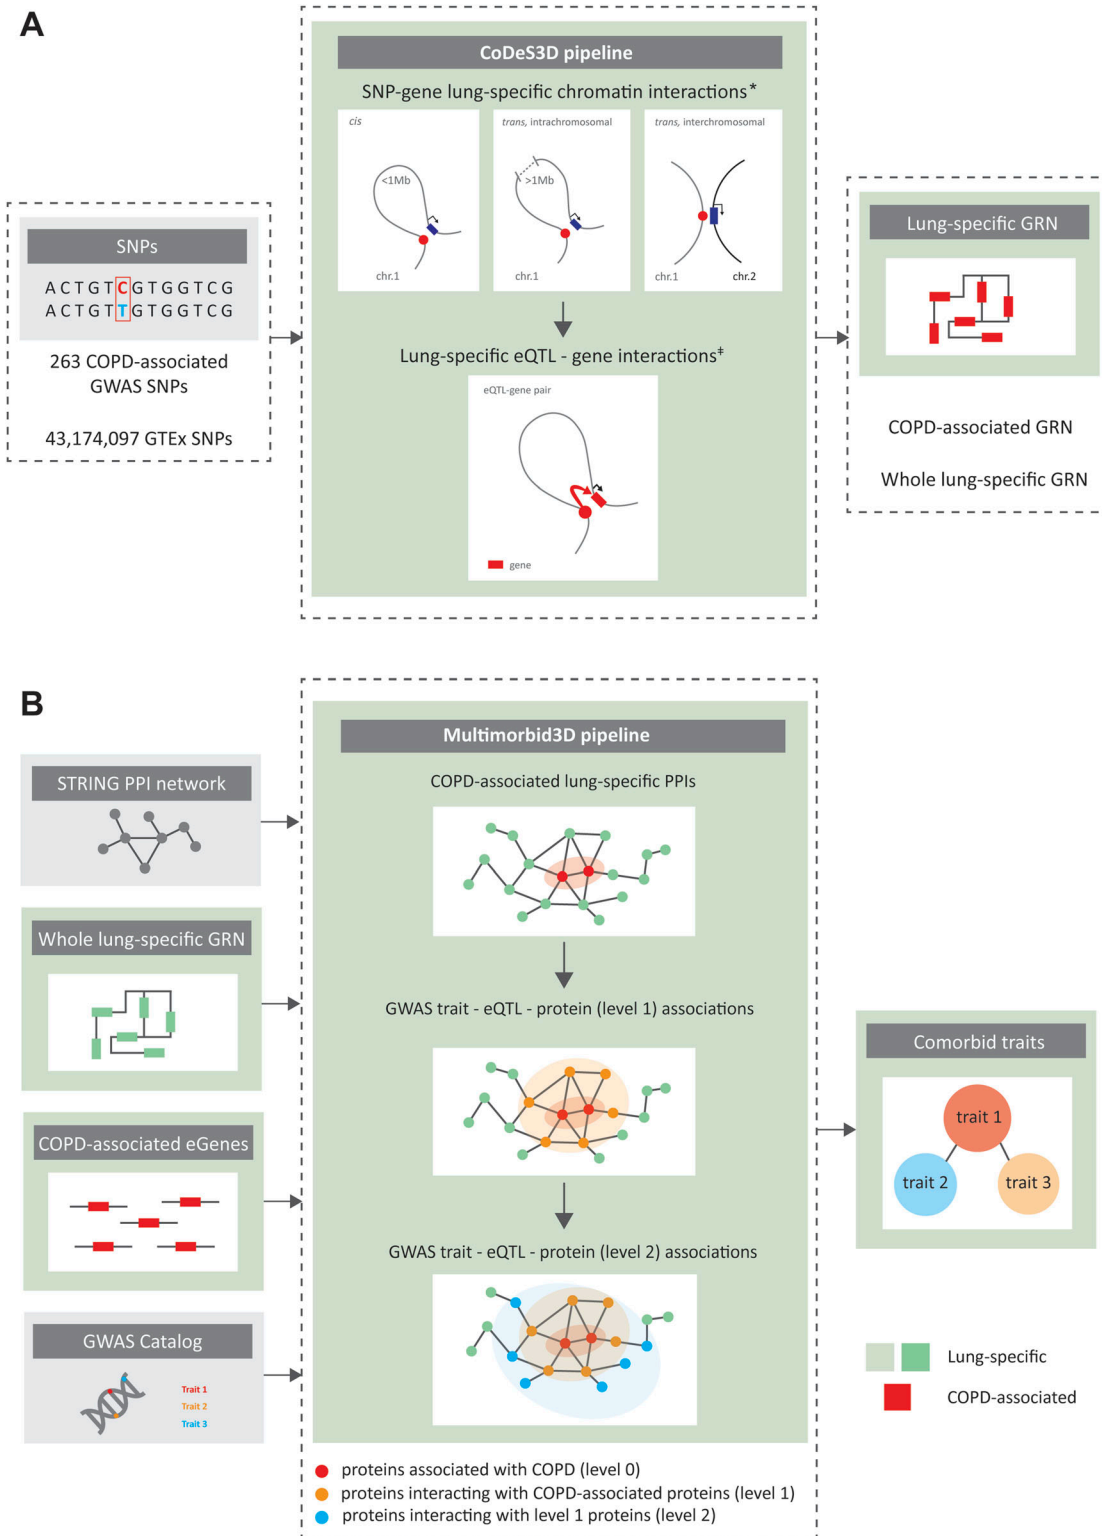 A
CoDeS3D pipeline
SNP-gene lung-specific chromatin interactions*
cis
trans, intrachromosomal
trans, interchromosomal
<1Mb
>1Mb
chr.1
chr.1
chr.1
chr.2
SNPs
A C T G T C G T G G T C G
A C T G T T G T G G T C G
263 COPD-associated
GWAS SNPs
43,174,097 GTEx SNPs
Lung-specific eQTL - gene interactions‡
eQTL-gene pair
gene
Lung-specific GRN
COPD-associated GRN
Whole lung-specific GRN
B
STRING PPI network
Whole lung-specific GRN
COPD-associated eGenes
GWAS Catalog
Trait 1
Trait 2
Trait 3
Multimorbid3D pipeline
COPD-associated lung-specific PPIs
GWAS trait - eQTL - protein (level 1) associations
GWAS trait - eQTL - protein (level 2) associations
proteins associated with COPD (level 0)
proteins interacting with COPD-associated proteins (level 1)
proteins interacting with level 1 proteins (level 2)
Comorbid traits
trait 1
trait 2
trait 3
Lung-specific
COPD-associated